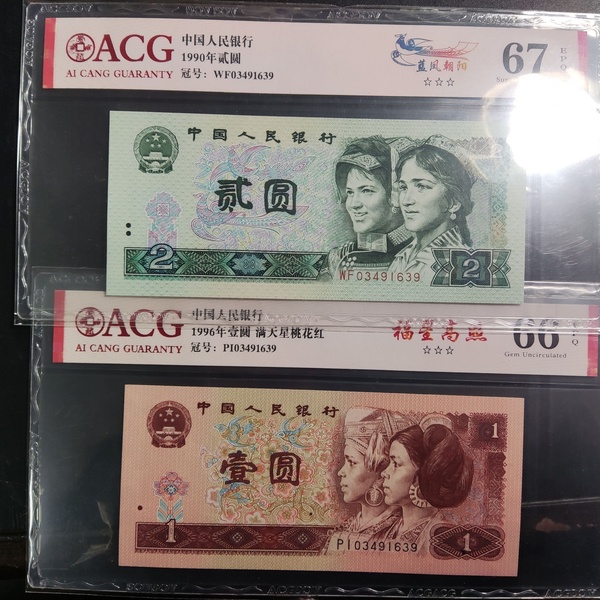 ACG
AI CANG GUARANTY
中国人民银行
1990年贰圆
冠号: WF03491639
蓝凤朝阳
☆☆☆
67
EPQ
中国人民银行
贰圆
2
WF03491639
2
ACG
AI CANG GUARANTY
中国人民银行
1996年壹圆 满天星桃花红
冠号: PI03491639
福星高照
☆☆☆
66
Gem Uncirculated
中国人民银行
1
壹圆
1
PI03491639
1